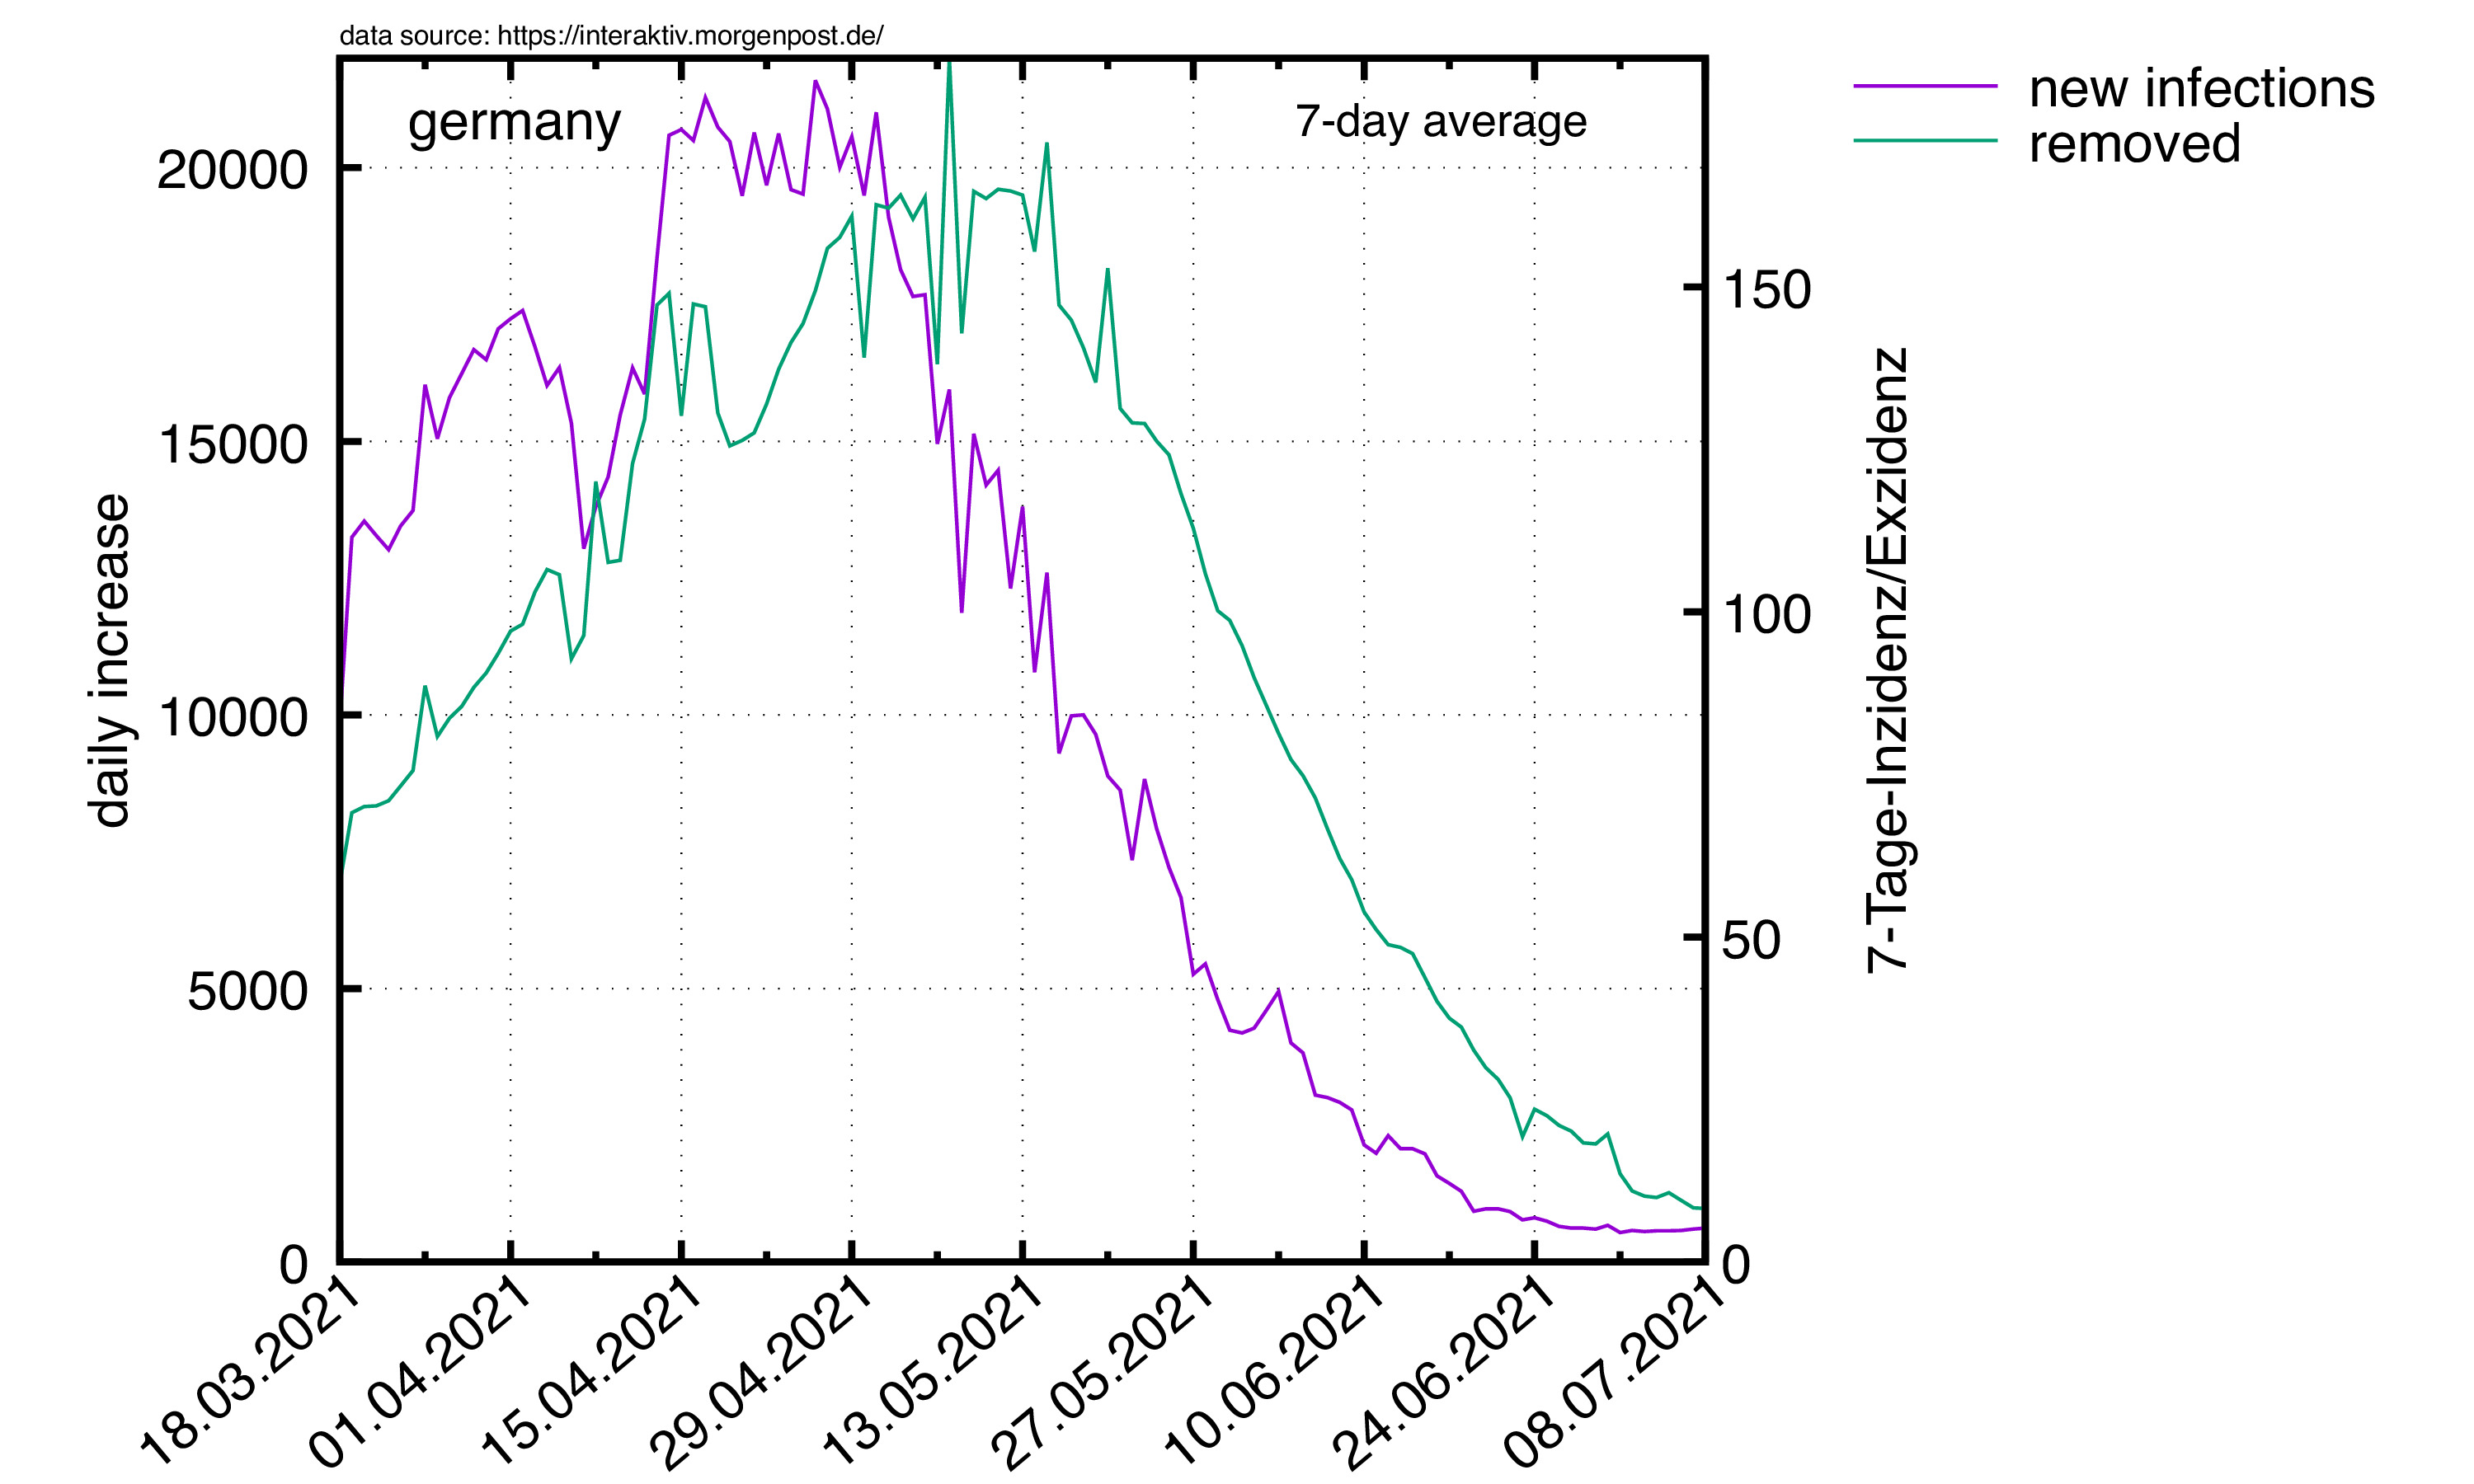 data source: https://interaktiv.morgenpost.de/
germany
7-day average
new infections
removed
20000
15000
10000
5000
0
daily increase
150
100
50
0
7-Tage-Inzidenz/Exzidenz
18.03.2021
01.04.2021
15.04.2021
29.04.2021
13.05.2021
27.05.2021
10.06.2021
24.06.2021
08.07.2021